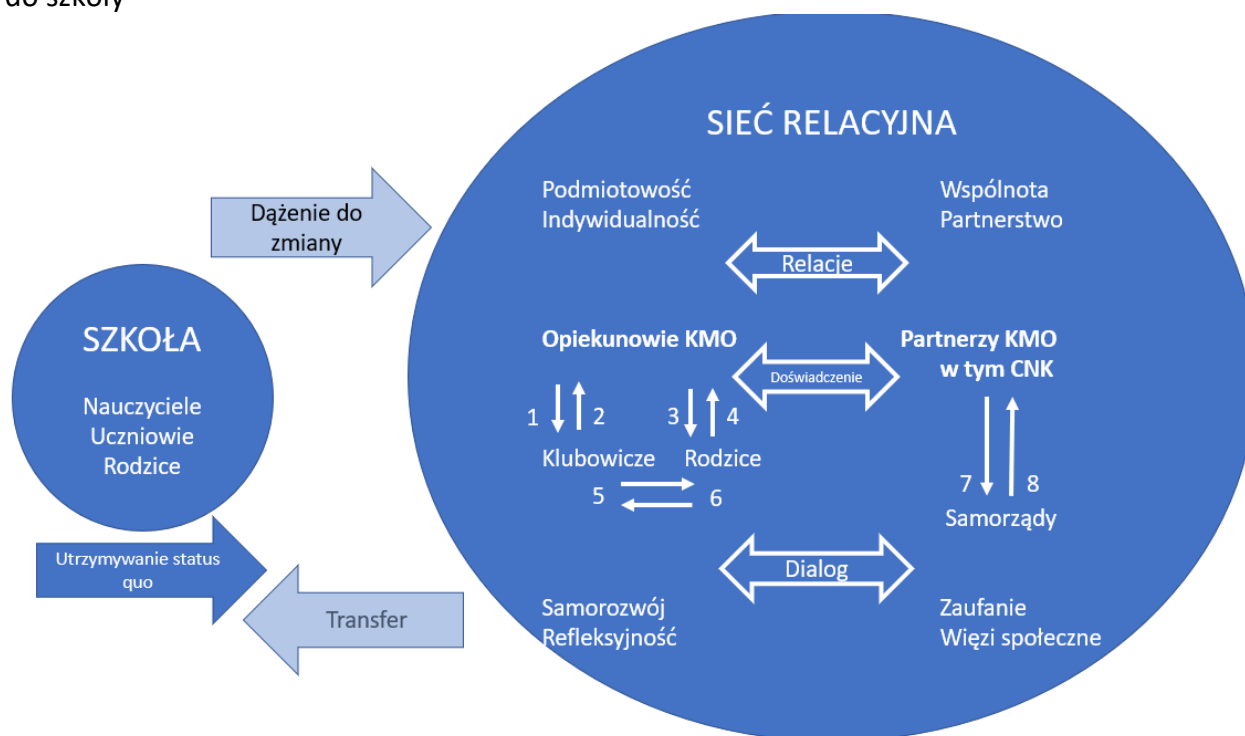 do szkoły
SIEĆ RELACYJNA
Podmiotowość
Indywidualność
Wspólnota
Partnerstwo
Dążenie do
zmiany
Relacje
SZKOŁA
Nauczyciele
Uczniowie
Rodzice
Opiekunowie KMO
Partnerzy KMO
w tym CNK
Doświadczenie
1
2
3
4
Klubowicze
Rodzice
5
6
7
8
Samorządy
Utrzymywanie status
quo
Transfer
Dialog
Samorozwój
Refleksyjność
Zaufanie
Więzi społeczne